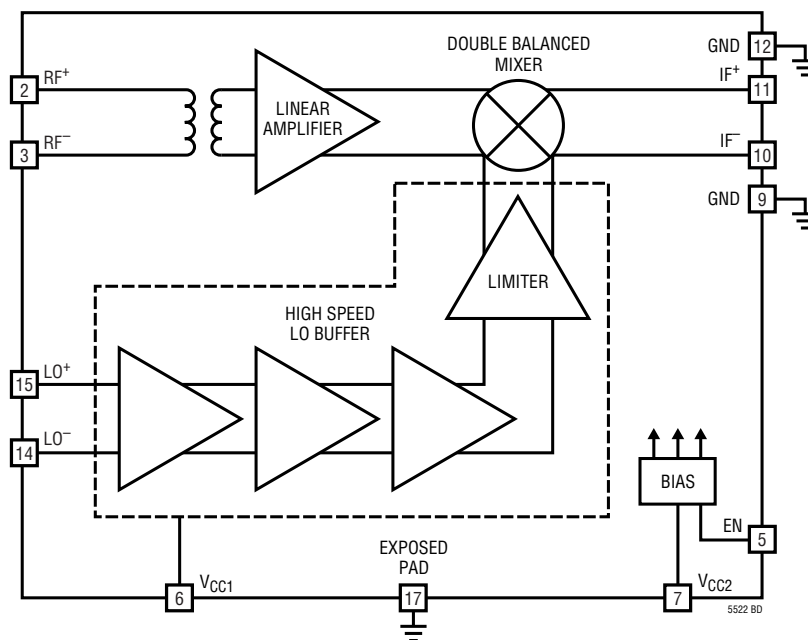 DOUBLE BALANCED
MIXER
GND 12
2 RF+
IF+ 11
LINEAR
AMPLIFIER
3 RF−
IF− 10
GND 9
LIMITER
HIGH SPEED
LO BUFFER
15 LO+
14 LO−
BIAS
EN 5
EXPOSED
PAD
6 VCC1
17
7 VCC2
5522 BD